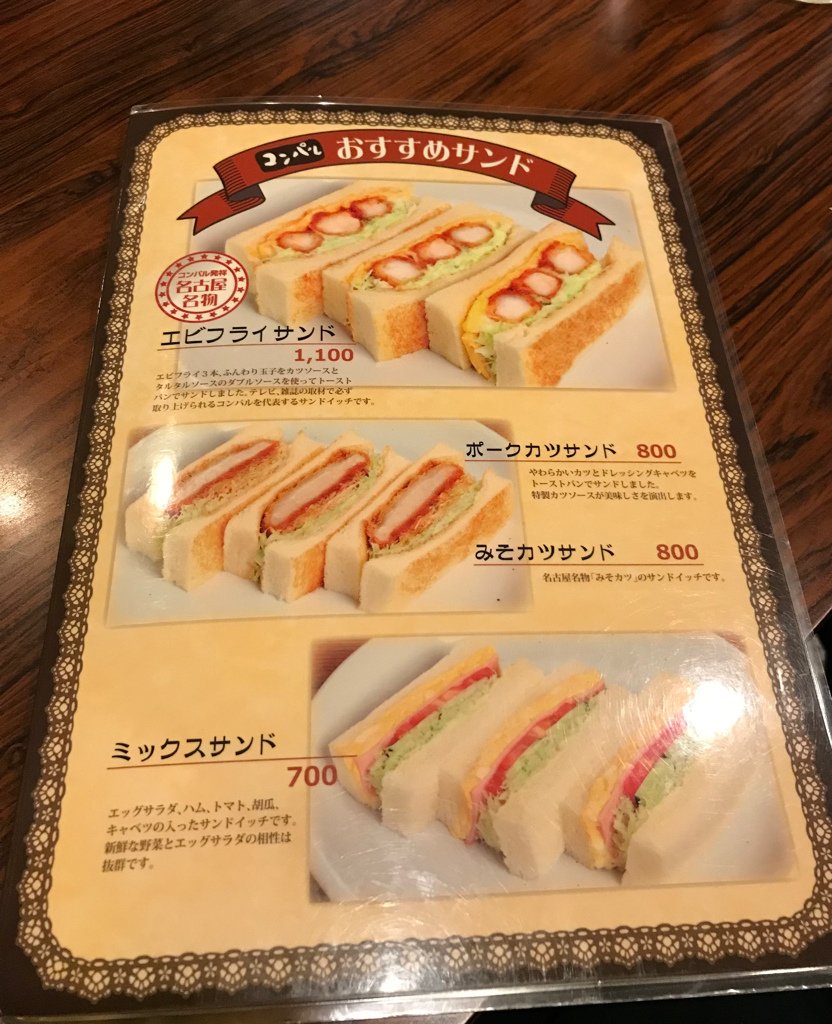 コンパル おすすめサンド
コンパル発祥
名古屋
名物
エビフライサンド
1,100
エビフライ3本、ふんわり玉子をカツソースと
タルタルソースのダブルソースを使ってトースト
パンでサンドしました。テレビ、雑誌の取材で必ず
取り上げられるコンパルを代表するサンドイッチです。
ポークカツサンド 800
やわらかいカツとドレッシングキャベツを
トーストパンでサンドしました。
特製カツソースが美味しさを演出します。
みそカツサンド 800
名古屋名物「みそカツ」のサンドイッチです。
ミックスサンド
700
エッグサラダ、ハム、トマト、胡瓜、
キャベツの入ったサンドイッチです。
新鮮な野菜とエッグサラダの相性は
抜群です。